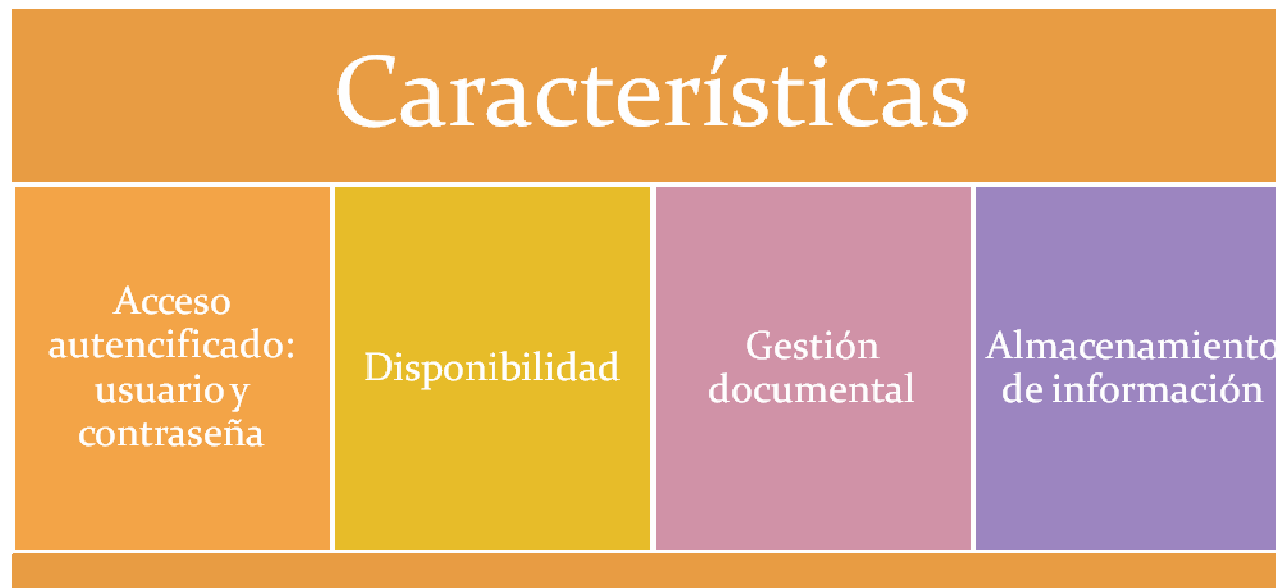 Características
Acceso
autencificado:
usuario y
contraseña
Disponibilidad
Gestión
documental
Almacenamiento
de información